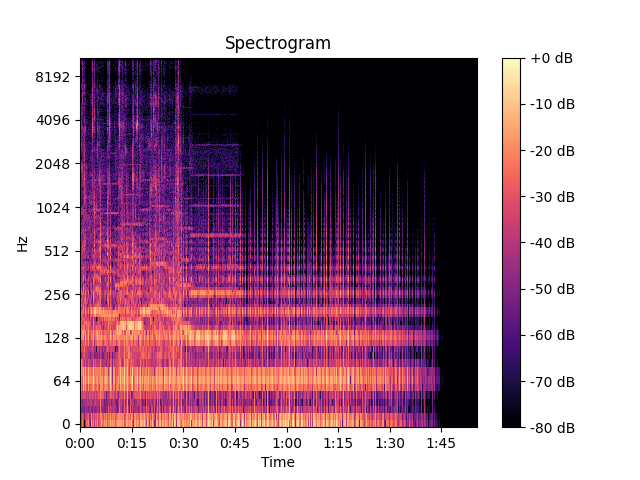 Spectrogram
8192
4096
2048
1024
512
256
128
64
0
Hz
0:00 0:15 0:30 0:45 1:00 1:15 1:30 1:45
Time
+0 dB
-10 dB
-20 dB
-30 dB
-40 dB
-50 dB
-60 dB
-70 dB
-80 dB